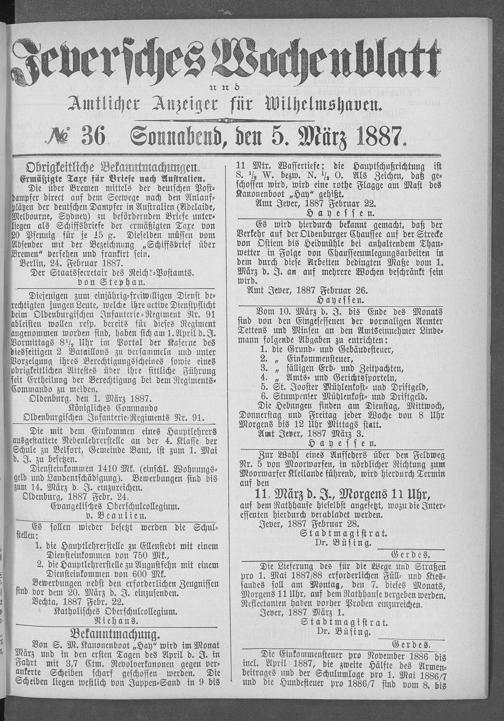 Jeversches Wochenblatt
und
Amtlicher Anzeiger für Wilhelmshaven.
№ 36 Sonnabend, den 5. März 1887.
Obrigkeitliche Bekanntmachungen.
Ermäßigte Taxe für Briefe nach Australien.
Die über Bremen mittels der deutschen Post-
dampfer direct auf dem Seewege nach den Anlauf-
plätzen der deutschen Dampfer in Australien (Adelaide,
Melbourne, Sydney) zu befördernden Briefe unter-
liegen als Schiffsbriefe der ermäßigten Taxe von
20 Pfennig für je 15 g. Dieselben müssen vom
Absender mit der Bezeichnung „Schiffsbrief über
Bremen“ versehen und frankirt sein.
Berlin, 24. Februar 1887.
Der Staatssecretair des Reichs-Postamts.
von Stephan.
Diejenigen zum einjährig-freiwilligen Dienst be-
rechtigten jungen Leute, welche ihre active Dienstpflicht
beim Oldenburgischen Infanterie-Regiment Nr. 91
ableisten wollen resp. bereits für dieses Regiment
angenommen worden sind, haben sich am 1. April d. J.
Vormittags 8½ Uhr im Portal der Kaserne des
diesseitigen 2 Bataillons zu versammeln und unter
Vorzeigung ihres Berechtigungsscheines sowie eines
obrigkeitlichen Attestes über ihre sittliche Führung
seit Ertheilung der Berechtigung bei dem Regiments-
Commando zu melden.
Oldenburg, den 1. März 1887.
Königliches Commando
Oldenburgischen Infanterie-Regiments Nr. 91.
Die mit dem Einkommen eines Hauptlehrers
ausgestattete Nebenlehrerstelle an der 4. Klasse der
Schule zu Belfort, Gemeinde Bant, ist zum 1. Mai
d. J. zu besetzen.
Diensteinkommen 1410 Mk. (einschl. Wohnungs-
geld und Landentschädigung). Bewerbungen sind bis
zum 14. März d. J. einzureichen.
Oldenburg, 1887 Febr. 24.
Evangelisches Oberschulcollegium.
v. Beaulieu.
Es sollen wieder besetzt werden die Schul-
stellen:
1. die Hauptlehrerstelle zu Ellenstedt mit einem
Diensteinkommen von 750 Mk.,
2. die Hauptlehrerstelle zu Augustfehn mit einem
Diensteinkommen von 600 Mk.
Bewerbungen nebst den erforderlichen Zeugnissen
sind vor dem 20. März d. J. einzusenden.
Vechta, 1887 Febr. 22.
Katholisches Oberschulcollegium.
Niehaus.
Bekanntmachung.
Von S. M. Kanonenboot „Hay“ wird im Monat
März und in den ersten Tagen des April d. J. in
Fahrt mit 3,7 Ctm. Revolverkanonen gegen ver-
ankerte Scheiben scharf geschossen werden. Die
Scheiben liegen westlich von Jappen-Sand in 9 bis
11 Mtr. Wassertiefe; die Hauptschußrichtung ist
S. ½ W. bezw. N. ½ O. Als Zeichen, daß ge-
schossen wird, wird eine rothe Flagge am Mast des
Kanonenboot „Hay“ gehißt.
Amt Jever, 1887 Februar 22.
Hayessen.
Es wird hierdurch bekannt gemacht, daß der
Verkehr auf der Oldenburger Chaussee auf der Strecke
von Ostiem bis Heidmühle bei anhaltendem Thau-
wetter in Folge von Chausseeumlegungsarbeiten in
dem durch diese Arbeiten bedingten Maße vom 1.
März d. J. an auf mehrere Wochen beschränkt sein
wird.
Amt Jever, 1887 Februar 26.
Hayessen.
Vom 10. März d. J. bis Ende des Monats
sind von den Eingesessenen der vormaligen Aemter
Tettens und Minsen an den Amtseinnehmer Linde-
mann folgende Abgaben zu entrichten:
1. die Grund- und Gebäudesteuer,
2. „ Einkommensteuer,
3. „ fälligen Erb- und Zeitpachten,
4. „ Amts- und Gerichtssporteln,
5. St. Jooster Mühlenkost- und Driftgeld,
6. Stumpenser Mühlenkost- und Driftgeld.
Die Hebungen finden am Dienstag, Mittwoch,
Donnerstag und Freitag jeder Woche von 8 Uhr
Morgens bis 12 Uhr Mittags statt.
Amt Jever, 1887 März 3.
Hayessen.
Zur Wahl eines Aufsehers über den Feldweg
Nr. 5 von Moorwarfen, in nördlicher Richtung zum
Moorwarfer Kleilande führend, wird hierdurch Termin
auf den
11. März d. J., Morgens 11 Uhr,
auf dem Rathhause hieselbst angesetzt, wozu die Inter-
essenten hierdurch verabladet werden.
Jever, 1887 Februar 28.
Stadtmagistrat.
Dr. Büsing.
Gerdes.
Die Lieferung des für die Wege und Straßen
pro 1. Mai 1887/88 erforderlichen Füll- und Kies-
sandes soll am Montag, den 7. dieses Monats,
Morgens 11 Uhr, auf dem Rathhause vergeben werden.
Reflectanten haben vorher Proben einzureichen.
Jever, 1887 März 1.
Stadtmagistrat.
Dr. Büsing.
Gerdes.
Die Einkommensteuer pro November 1886 bis
incl. April 1887, die zweite Hälfte des Armen-
beitrages und der Schulumlage pro 1. Mai 1886/7
und die Hundesteuer pro 1886/7 sind vom 8. bis